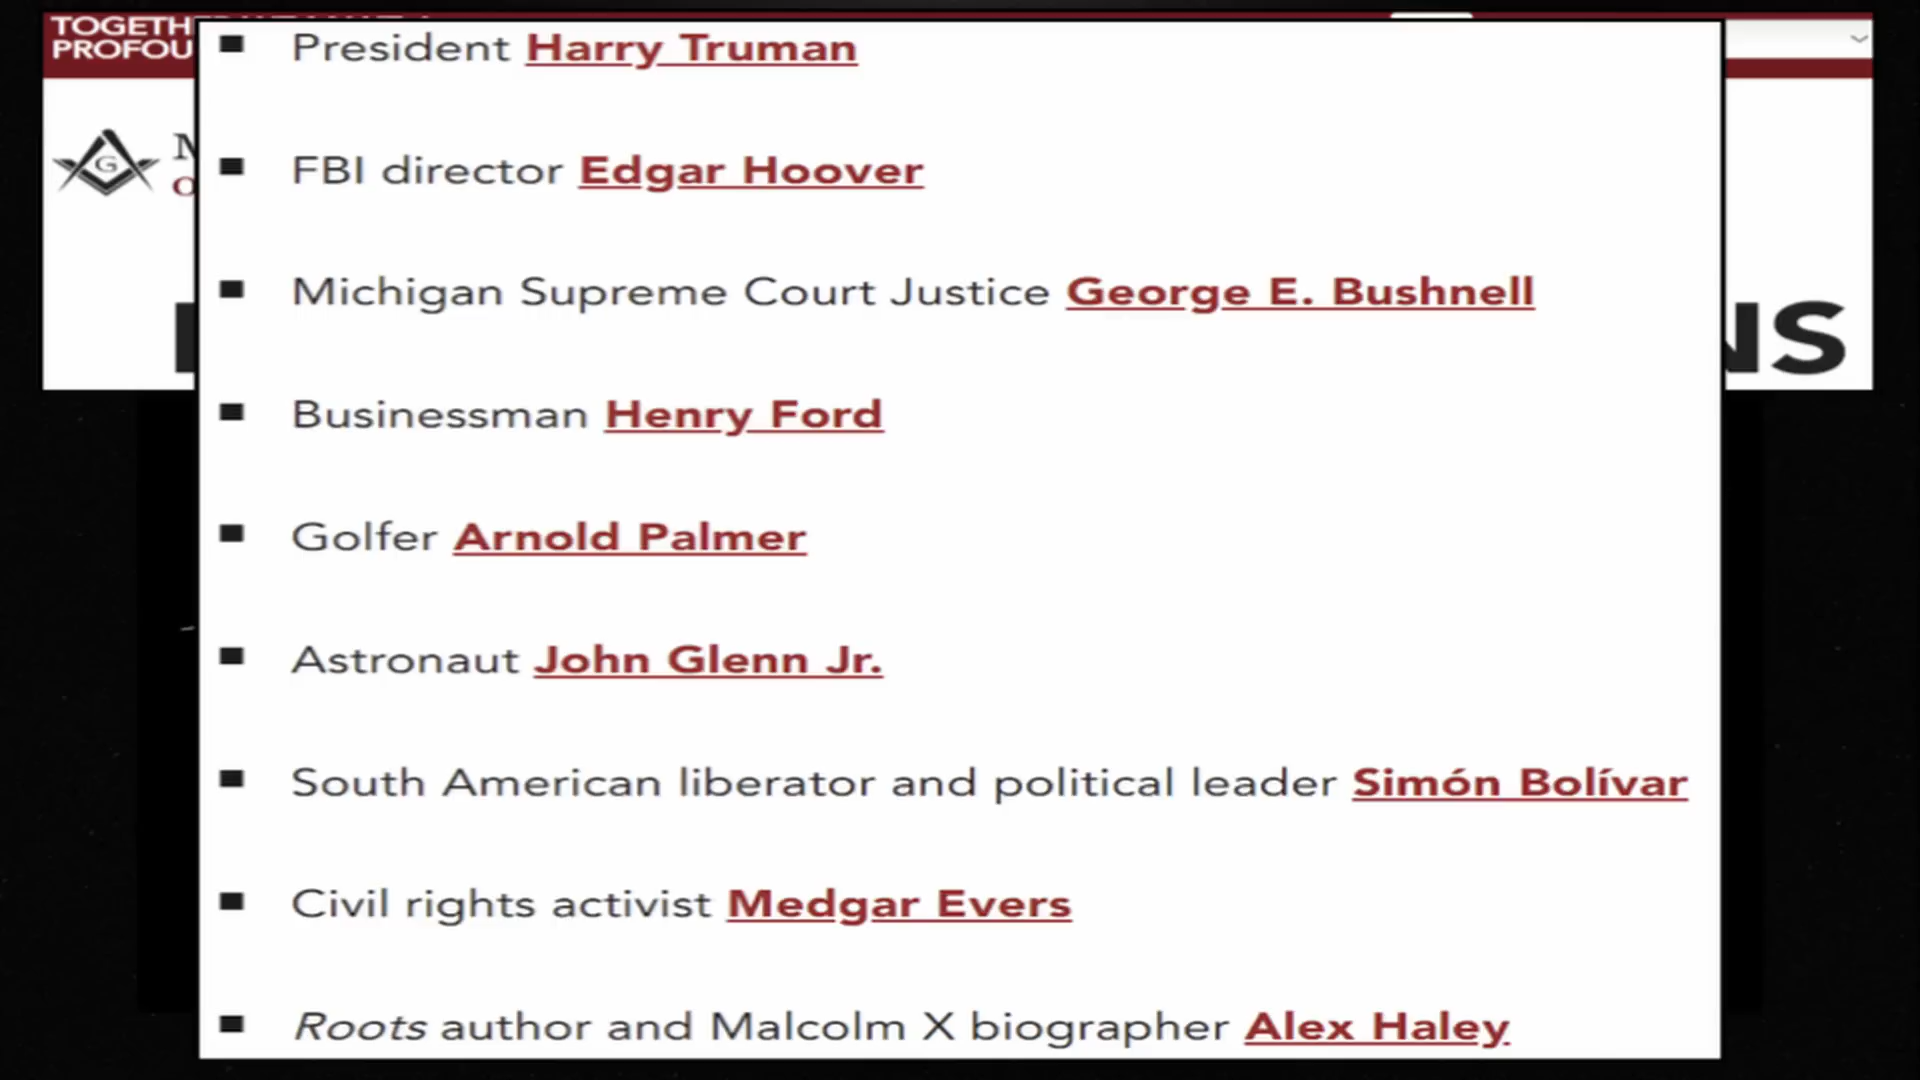 TOGETH
PROFOU
G
President Harry Truman
FBI director Edgar Hoover
Michigan Supreme Court Justice George E. Bushnell
NS
Businessman Henry Ford
Golfer Arnold Palmer
Astronaut John Glenn Jr.
South American liberator and political leader Simón Bolívar
Civil rights activist Medgar Evers
Roots author and Malcolm X biographer Alex Haley